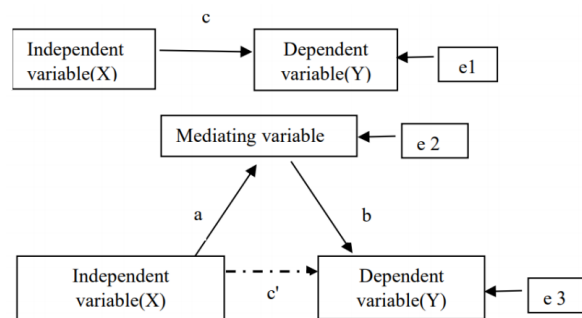 c
Independent
variable(X)
Dependent
variable(Y)
e1
Mediating variable
e 2
a
b
Independent
variable(X)
c'
Dependent
variable(Y)
e 3